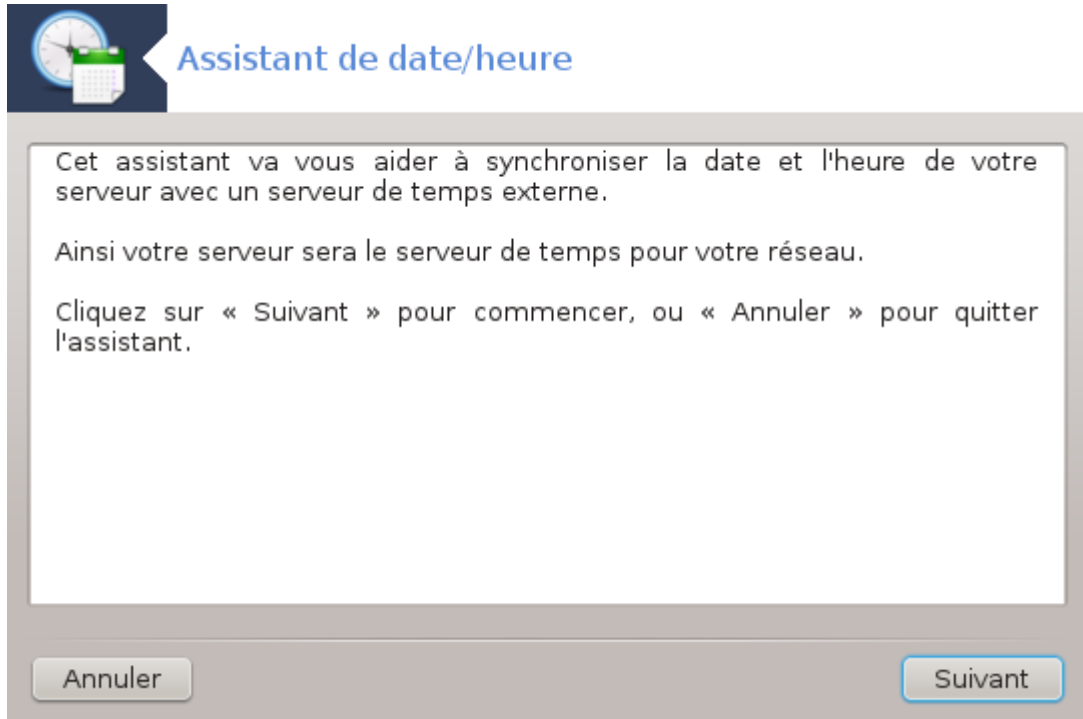 Assistant de date/heure
Cet assistant va vous aider à synchroniser la date et l'heure de votre
serveur avec un serveur de temps externe.
Ainsi votre serveur sera le serveur de temps pour votre réseau.
Cliquez sur « Suivant » pour commencer, ou « Annuler » pour quitter
l'assistant.
Annuler
Suivant